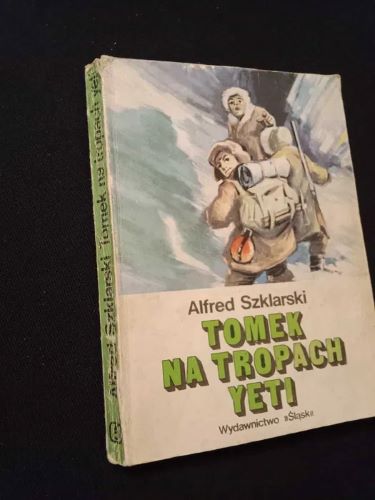 Alfred Szklarski
TOMEK
NA TROPACH
YETI
Wydawnictwo »Śląsk«
Alfred Szklarski Tomek na tropach yeti